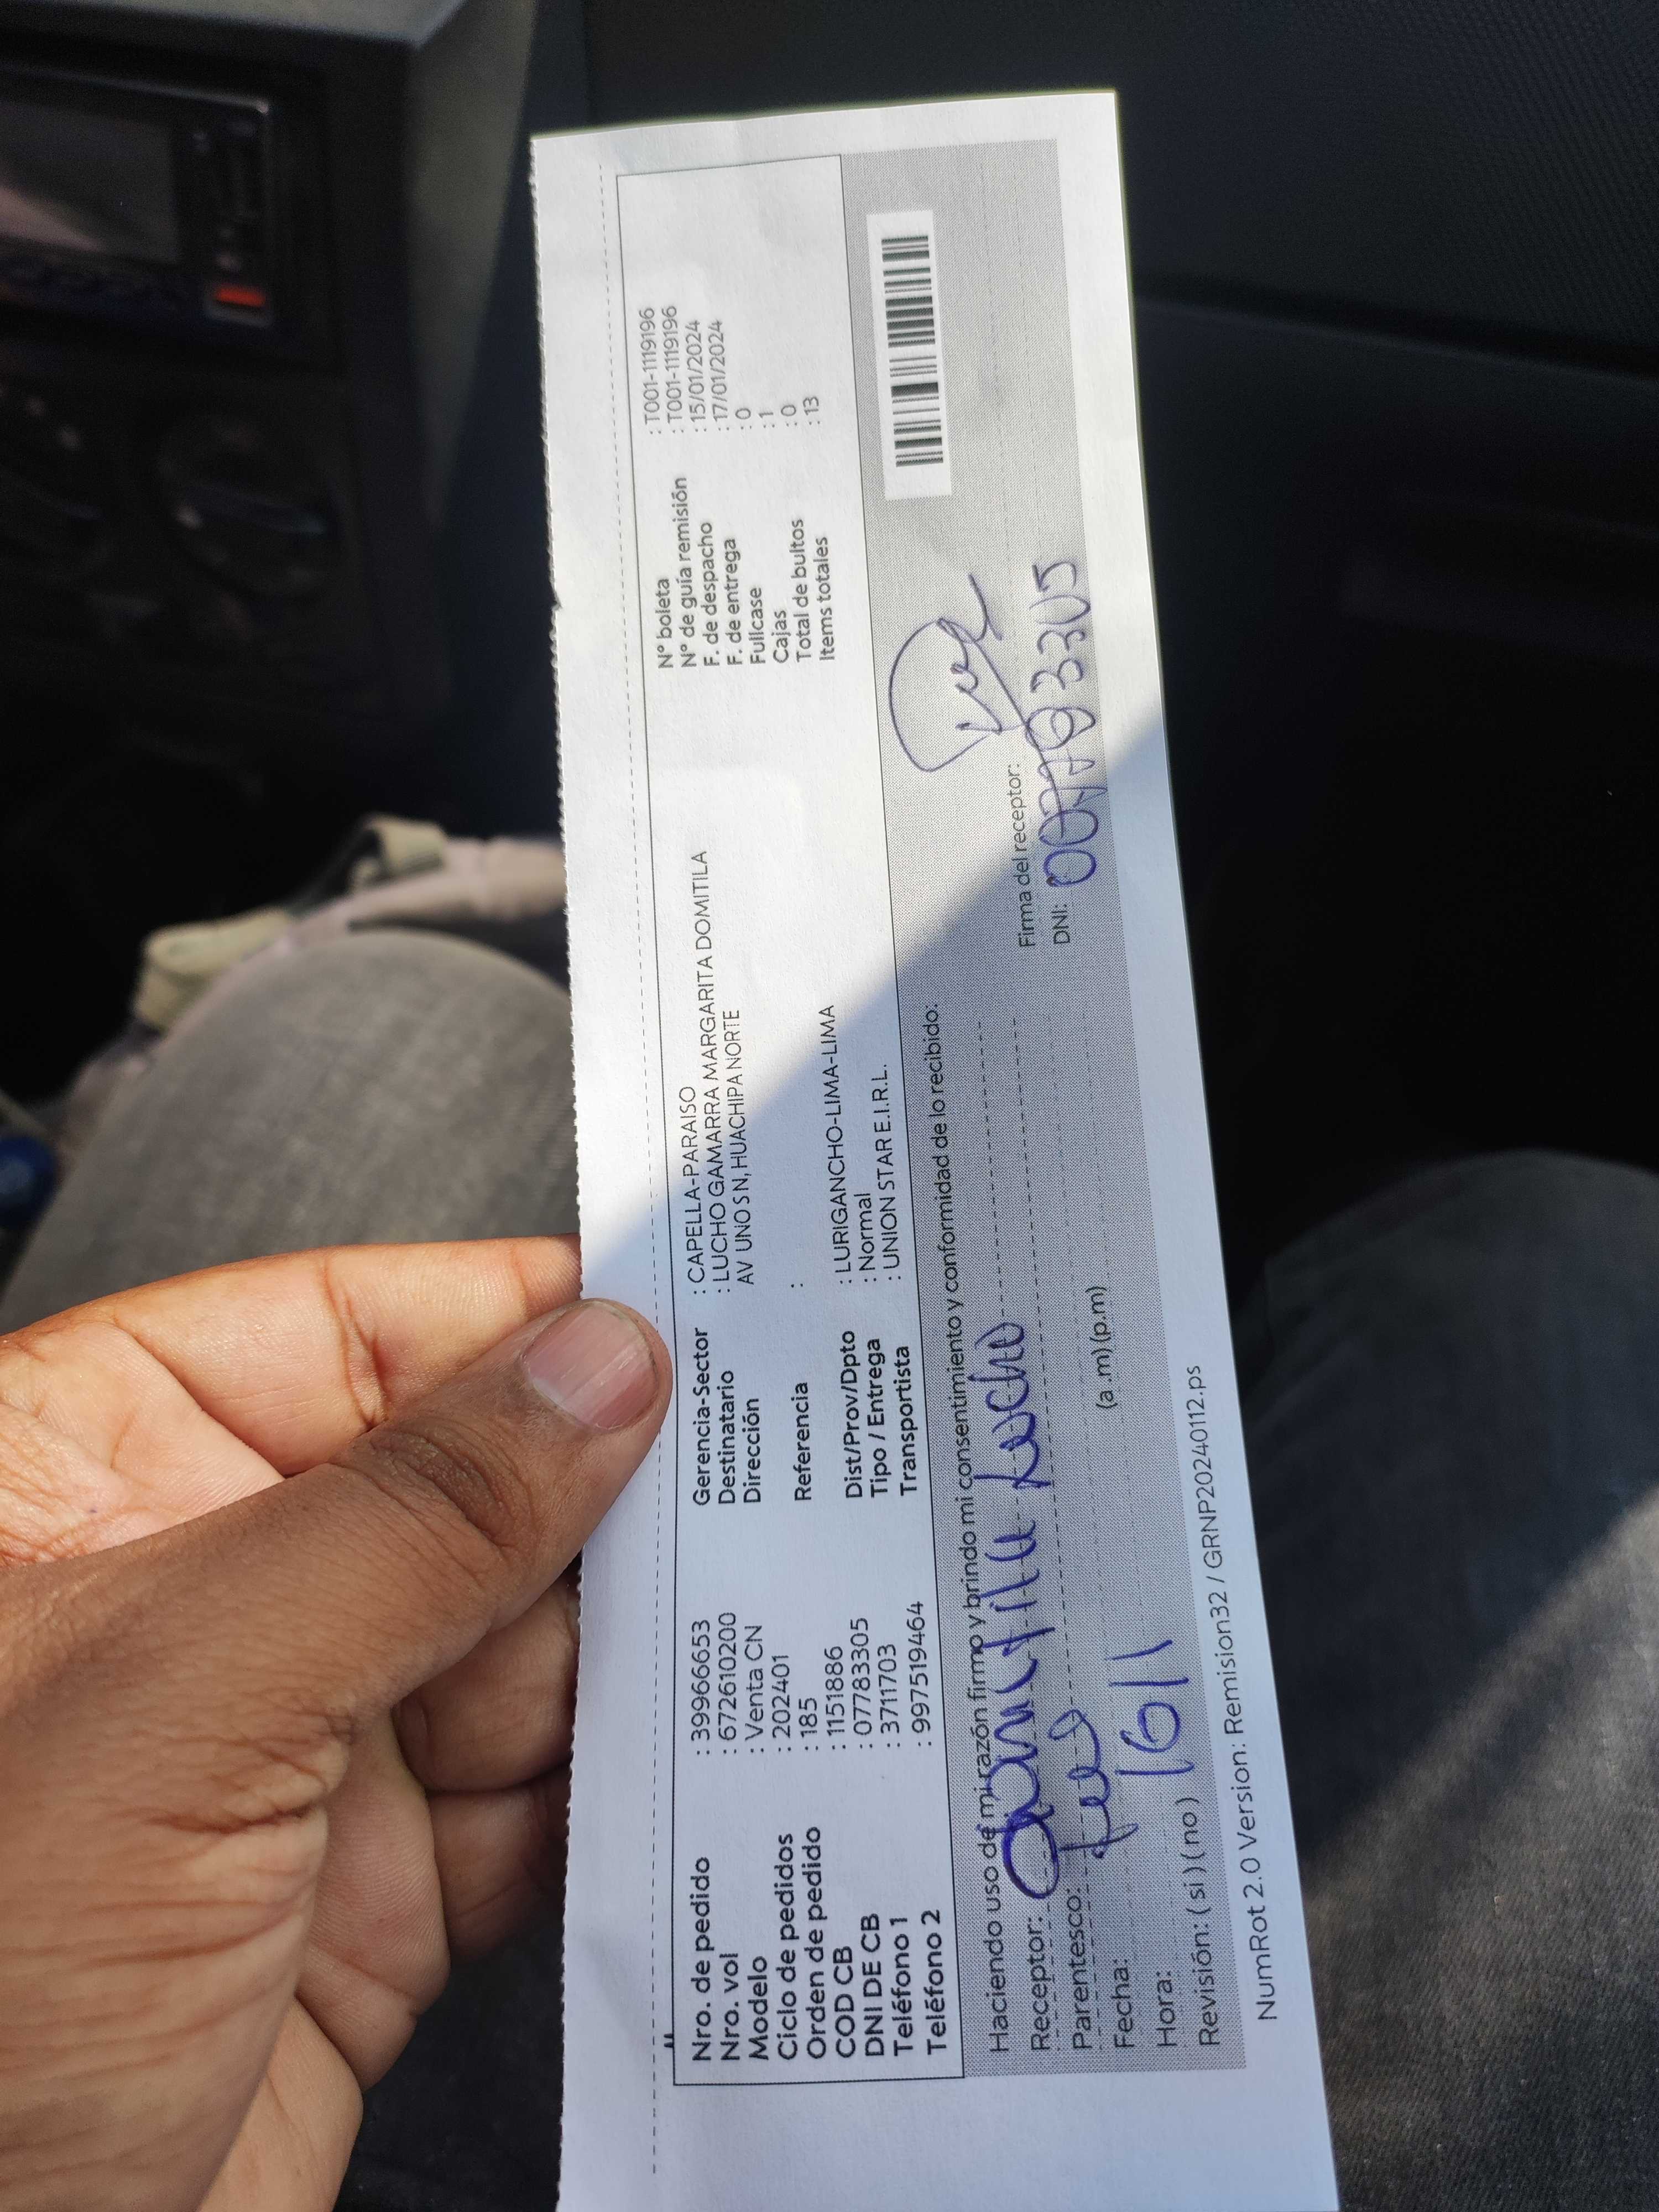 Nro. de pedido : 399666653
Nro. vol : 672610200
Modelo : Venta CN
Ciclo de pedidos : 202401
Orden de pedido : 185
COD CB : 1151886
DNI DE CB : 07783305
Teléfono 1 : 3711703
Teléfono 2 : 997519464
Gerencia-Sector : CAPELLA-PARAISO
Destinatario : LUCHO GAMARRA MARGARITA DOMITILA
Dirección AV UNO S N, HUACHIPA NORTE
Referencia :
Dist/Prov/Dpto : LURIGANCHO-LIMA-LIMA
Tipo / Entrega : Normal
Transportista : UNION STAR E.I.R.L.
N° boleta : T001-1119196
N° de guía remisión : T001-1119196
F. de despacho : 15/01/2024
F. de entrega : 17/01/2024
Fullcase : 0
Cajas : 1
Total de bultos : 0
Items totales : 13
Haciendo uso de mi razón firmo y brindo mi consentimiento y conformidad de lo recibido:
Receptor: Lucho
Parentesco:
Fecha: 16/1
Hora: (a .m) (p.m)
Revisión: ( si ) ( no )
Firma del receptor:
DNI:
NumRot 2.0 Version: Remision32 / GRNP20240112.ps